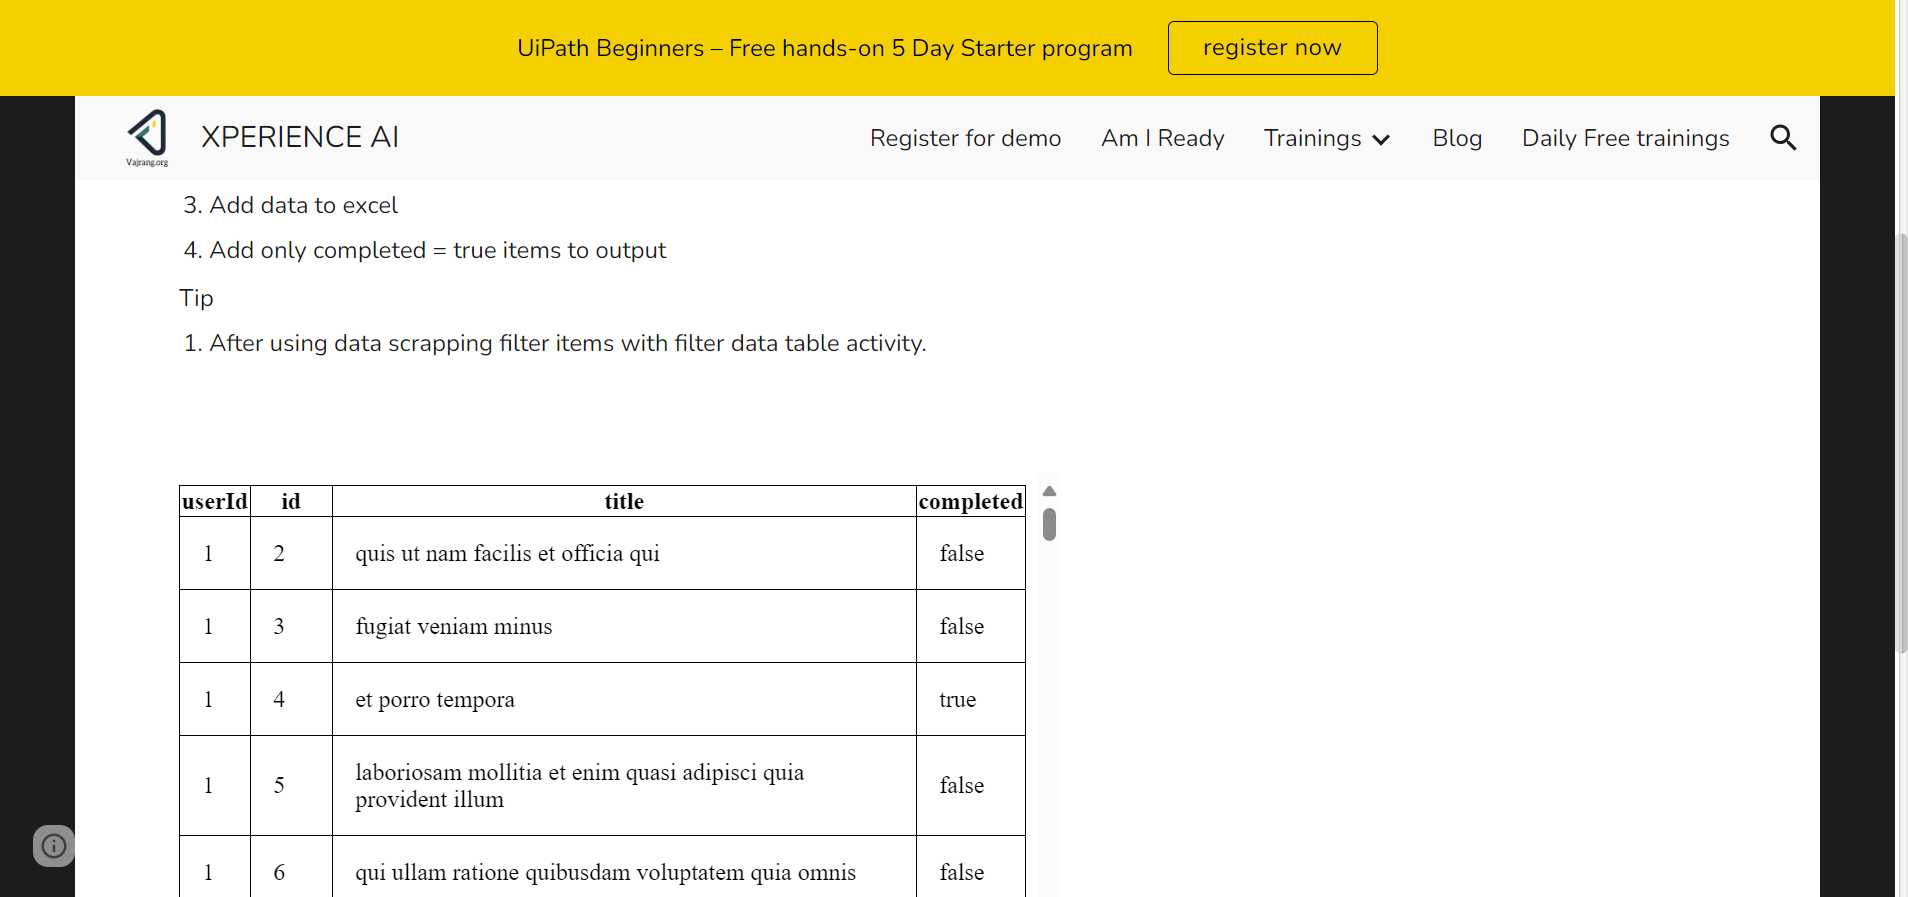 UiPath Beginners – Free hands-on 5 Day Starter program
register now
Vajrang.org
XPERIENCE AI
Register for demo
Am I Ready
Trainings
Blog
Daily Free trainings
3. Add data to excel
4. Add only completed = true items to output
Tip
1. After using data scrapping filter items with filter data table activity.
userId id title completed
1 2 quis ut nam facilis et officia qui false
1 3 fugiat veniam minus false
1 4 et porro tempora true
1 5 laboriosam mollitia et enim quasi adipisci quia
provident illum false
1 6 qui ullam ratione quibusdam voluptatem quia omnis false